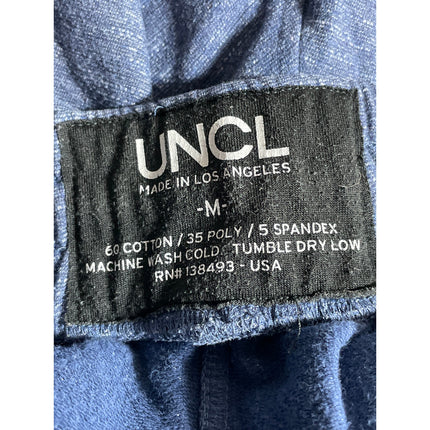 UNCL
MADE IN LOS ANGELES
-M-
60 COTTON / 35 POLY / 5 SPANDEX
MACHINE WASH COLD. TUMBLE DRY LOW
RN# 138493 - USA